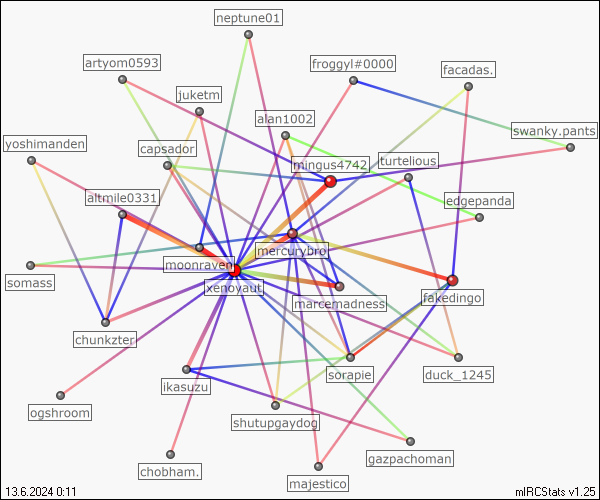 neptune01
artyom0593
froggyl#0000
facadas.
juketm
alan1002
swanky.pants
yoshimanden
capsador
mingus4742
turtelious
altmile0331
edgepanda
mercurybro
moonraven
somass
xenoyaut
marcemadness
fakedingo
chunkzter
sorapie
duck_1245
ikasuzu
ogshroom
shutupgaydog
gazpachoman
chobham.
majestico
13.6.2024 0:11
mIRCStats v1.25